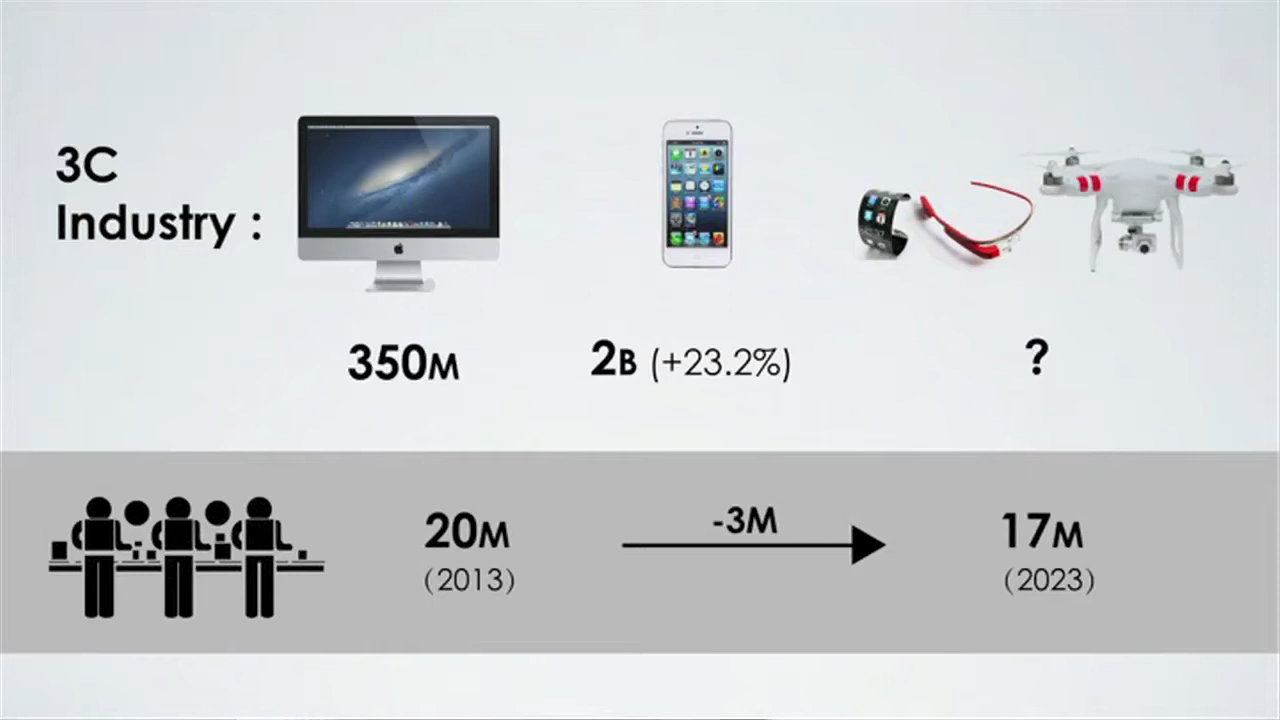 3C
Industry :
350M
2B (+23.2%)
?
20M
(2013)
-3M
17M
(2023)